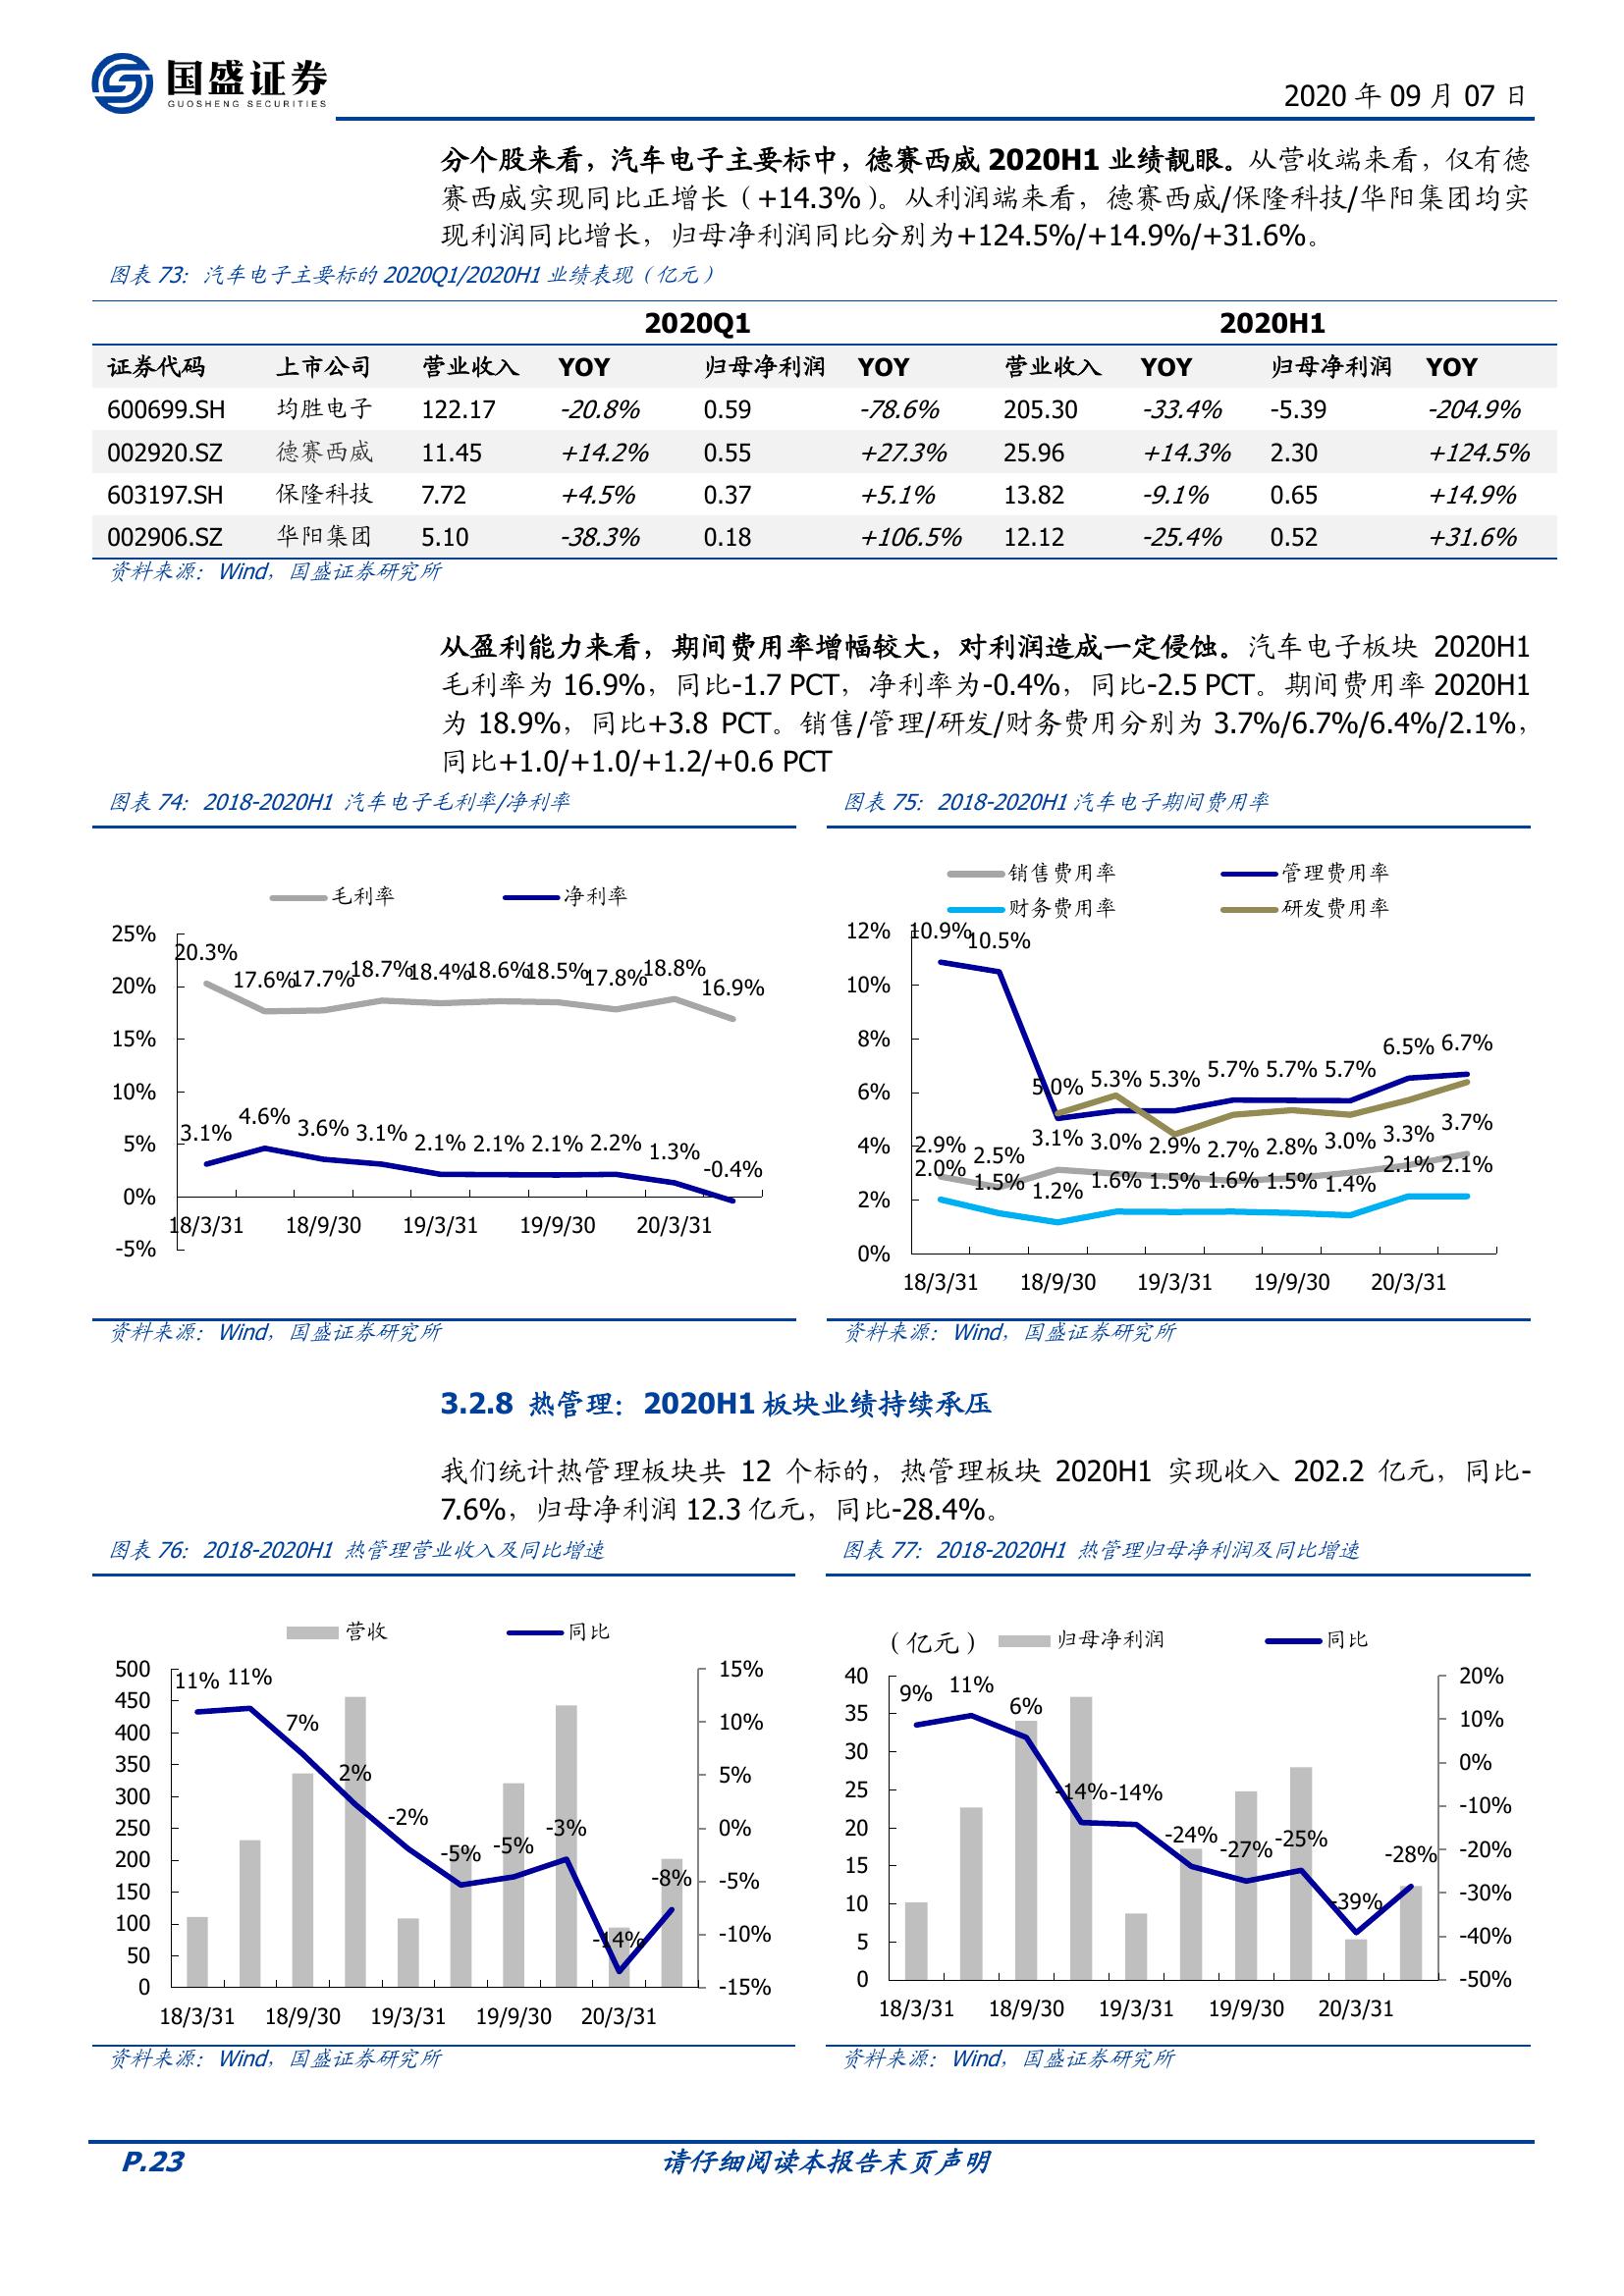 国盛证券
GUOSHENG SECURITIES
2020 年 09 月 07 日
分个股来看，汽车电子主要标中，德赛西威 2020H1 业绩靓眼。从营收端来看，仅有德
赛西威实现同比正增长（+14.3%）。从利润端来看，德赛西威/保隆科技/华阳集团均实
现利润同比增长，归母净利润同比分别为+124.5%/+14.9%/+31.6%。
图表 73：汽车电子主要标的 2020Q1/2020H1 业绩表现（亿元）
2020Q1 2020H1
证券代码 上市公司 营业收入 YOY 归母净利润 YOY 营业收入 YOY 归母净利润 YOY
600699.SH 均胜电子 122.17 -20.8% 0.59 -78.6% 205.30 -33.4% -5.39 -204.9%
002920.SZ 德赛西威 11.45 +14.2% 0.55 +27.3% 25.96 +14.3% 2.30 +124.5%
603197.SH 保隆科技 7.72 +4.5% 0.37 +5.1% 13.82 -9.1% 0.65 +14.9%
002906.SZ 华阳集团 5.10 -38.3% 0.18 +106.5% 12.12 -25.4% 0.52 +31.6%
资料来源：Wind，国盛证券研究所
从盈利能力来看，期间费用率增幅较大，对利润造成一定侵蚀。汽车电子板块 2020H1
毛利率为 16.9%，同比-1.7 PCT，净利率为-0.4%，同比-2.5 PCT。期间费用率 2020H1
为 18.9%，同比+3.8 PCT。销售/管理/研发/财务费用分别为 3.7%/6.7%/6.4%/2.1%，
同比+1.0/+1.0/+1.2/+0.6 PCT
图表 74：2018-2020H1 汽车电子毛利率/净利率
毛利率 净利率
25%
20%
15%
10%
5%
0%
-5%
20.3% 17.6% 17.7% 18.7% 18.4% 18.6% 18.5% 17.8% 18.8% 16.9%
3.1% 4.6% 3.6% 3.1% 2.1% 2.1% 2.1% 2.2% 1.3% -0.4%
18/3/31 18/9/30 19/3/31 19/9/30 20/3/31
资料来源：Wind，国盛证券研究所
图表 75：2018-2020H1 汽车电子期间费用率
销售费用率 管理费用率
财务费用率 研发费用率
12%
10%
8%
6%
4%
2%
0%
10.9% 10.5% 5.0% 5.3% 5.3% 5.7% 5.7% 5.7% 6.5% 6.7%
2.9% 2.5% 3.1% 3.0% 2.9% 2.7% 2.8% 3.0% 3.3% 3.7%
2.0% 1.5% 1.2% 1.6% 1.5% 1.6% 1.5% 1.4% 2.1% 2.1%
18/3/31 18/9/30 19/3/31 19/9/30 20/3/31
资料来源：Wind，国盛证券研究所
3.2.8 热管理：2020H1 板块业绩持续承压
我们统计热管理板块共 12 个标的，热管理板块 2020H1 实现收入 202.2 亿元，同比-
7.6%，归母净利润 12.3 亿元，同比-28.4%。
图表 76：2018-2020H1 热管理营业收入及同比增速
营收 同比
500
450
400
350
300
250
200
150
100
50
0
11% 11% 7% 2% -2% -5% -5% -3% -14% -8%
15%
10%
5%
0%
-5%
-10%
-15%
18/3/31 18/9/30 19/3/31 19/9/30 20/3/31
资料来源：Wind，国盛证券研究所
图表 77：2018-2020H1 热管理归母净利润及同比增速
（亿元） 归母净利润 同比
40
35
30
25
20
15
10
5
0
9% 11% 6% -14% -14% -24% -27% -25% -39% -28%
20%
10%
0%
-10%
-20%
-30%
-40%
-50%
18/3/31 18/9/30 19/3/31 19/9/30 20/3/31
资料来源：Wind，国盛证券研究所
P.23 请仔细阅读本报告末页声明